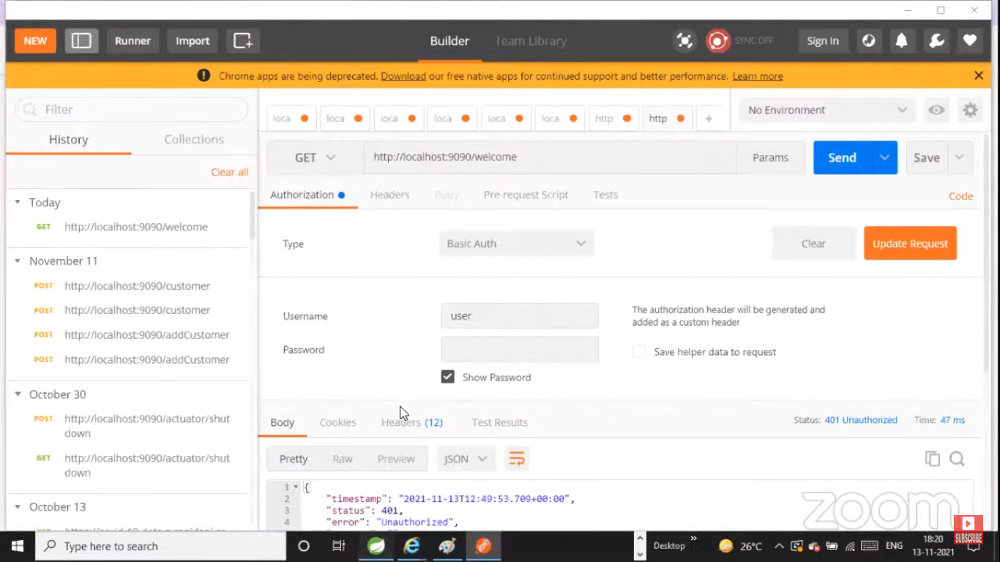 NEW Runner Import Builder Team Library SYNC OFF Sign In
Chrome apps are being deprecated. Download our free native apps for continued support and better performance. Learn more
Filter
History Collections
Clear all
Today
GET http://localhost:9090/welcome
November 11
POST http://localhost:9090/customer
POST http://localhost:9090/customer
POST http://localhost:9090/addCustomer
POST http://localhost:9090/addCustomer
October 30
POST http://localhost:9090/actuator/shut
down
GET http://localhost:9090/actuator/shut
down
October 13
loca loca loca loca loca loca http http + No Environment
GET http://localhost:9090/welcome Params Send Save
Authorization Headers Body Pre-request Script Tests Code
Type Basic Auth Clear Update Request
Username user
The authorization header will be generated and
added as a custom header
Password
Save helper data to request
Show Password
Body Cookies Headers (12) Test Results Status: 401 Unauthorized Time: 47 ms
Pretty Raw Preview JSON
1 {
2 "timestamp": "2021-11-13T12:49:53.709+00:00",
3 "status": 401,
4 "error": "Unauthorized",
zoom
SUBSCRIBE
Type here to search Desktop 26°C ENG 18:20
13-11-2021